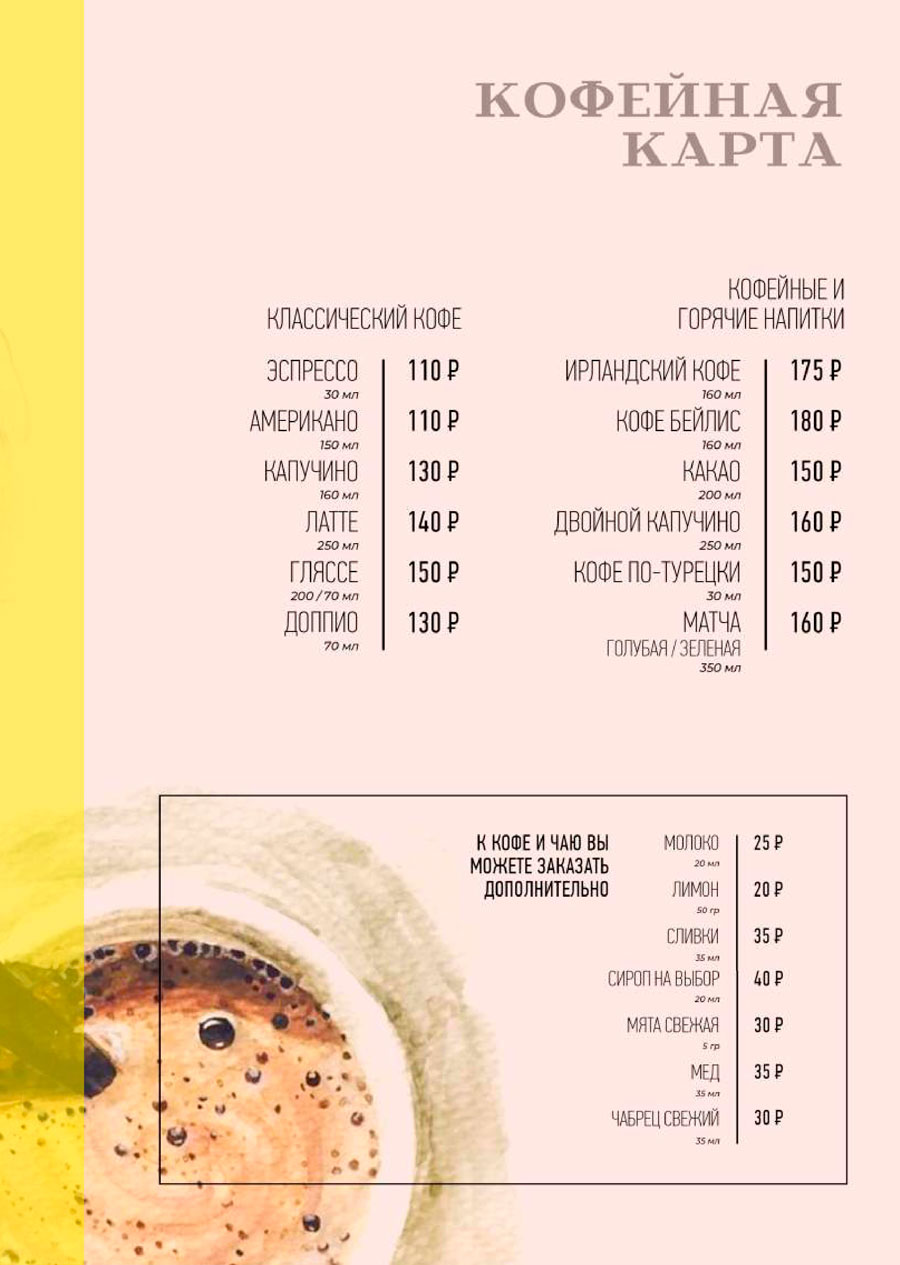 КОФЕЙНАЯ
КАРТА
КЛАССИЧЕСКИЙ КОФЕ
ЭСПРЕССО 110 ₽
30 мл
АМЕРИКАНО 110 ₽
150 мл
КАПУЧИНО 130 ₽
160 мл
ЛАТТЕ 140 ₽
250 мл
ГЛЯССЕ 150 ₽
200 / 70 мл
ДОППИО 130 ₽
70 мл
КОФЕЙНЫЕ И
ГОРЯЧИЕ НАПИТКИ
ИРЛАНДСКИЙ КОФЕ 175 ₽
160 мл
КОФЕ БЕЙЛИС 180 ₽
160 мл
КАКАО 150 ₽
200 мл
ДВОЙНОЙ КАПУЧИНО 160 ₽
250 мл
КОФЕ ПО-ТУРЕЦКИ 150 ₽
30 мл
МАТЧА 160 ₽
ГОЛУБАЯ / ЗЕЛЕНАЯ
350 мл
К КОФЕ И ЧАЮ ВЫ
МОЖЕТЕ ЗАКАЗАТЬ
ДОПОЛНИТЕЛЬНО
МОЛОКО 25 ₽
20 мл
ЛИМОН 20 ₽
50 гр
СЛИВКИ 35 ₽
35 мл
СИРОП НА ВЫБОР 40 ₽
20 мл
МЯТА СВЕЖАЯ 30 ₽
5 гр
МЕД 35 ₽
35 мл
ЧАБРЕЦ СВЕЖИЙ 30 ₽
35 мл